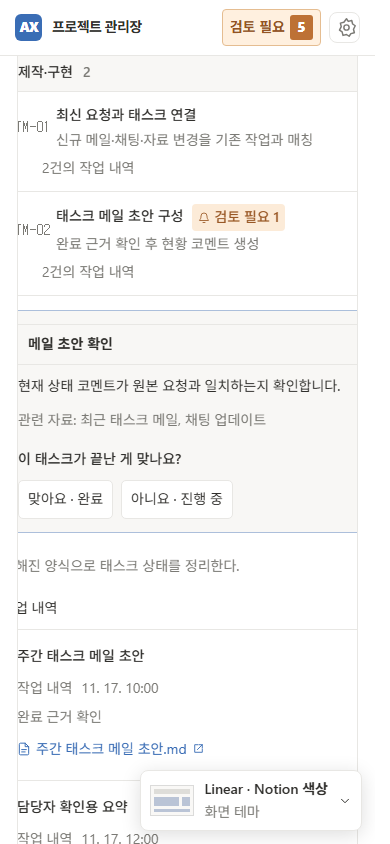 AX 프로젝트 관리장 검토 필요 5
제작·구현 2
TM-01 최신 요청과 태스크 연결
신규 메일·채팅·자료 변경을 기존 작업과 매칭
2건의 작업 내역
TM-02 태스크 메일 초안 구성 검토 필요 1
완료 근거 확인 후 현황 코멘트 생성
2건의 작업 내역
메일 초안 확인
현재 상태 코멘트가 원본 요청과 일치하는지 확인합니다.
관련 자료: 최근 태스크 메일, 채팅 업데이트
이 태스크가 끝난 게 맞나요?
맞아요 · 완료 아니요 · 진행 중
해진 양식으로 태스크 상태를 정리한다.
업 내역
주간 태스크 메일 초안
작업 내역 11. 17. 10:00
완료 근거 확인
주간 태스크 메일 초안.md
담당자 확인용 요약
작업 내역 11. 17. 12:00
Linear · Notion 색상
화면 테마